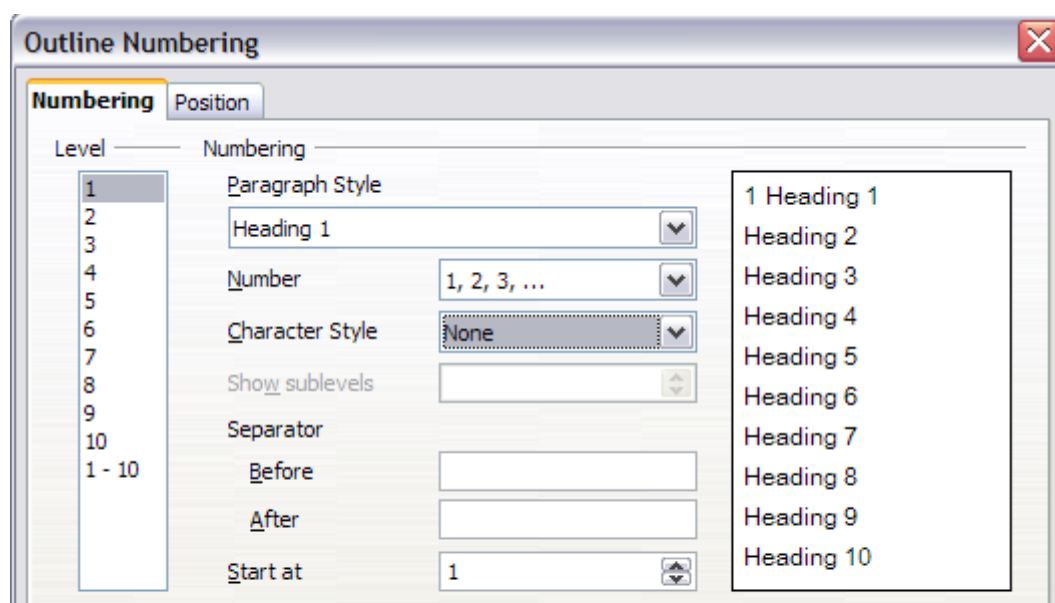 Outline Numbering
Numbering
Position
Level
Numbering
1
2
3
4
5
6
7
8
9
10
1 - 10
Paragraph Style
Heading 1
Number
1, 2, 3, ...
Character Style
None
Show sublevels
Separator
Before
After
Start at
1
1 Heading 1
Heading 2
Heading 3
Heading 4
Heading 5
Heading 6
Heading 7
Heading 8
Heading 9
Heading 10